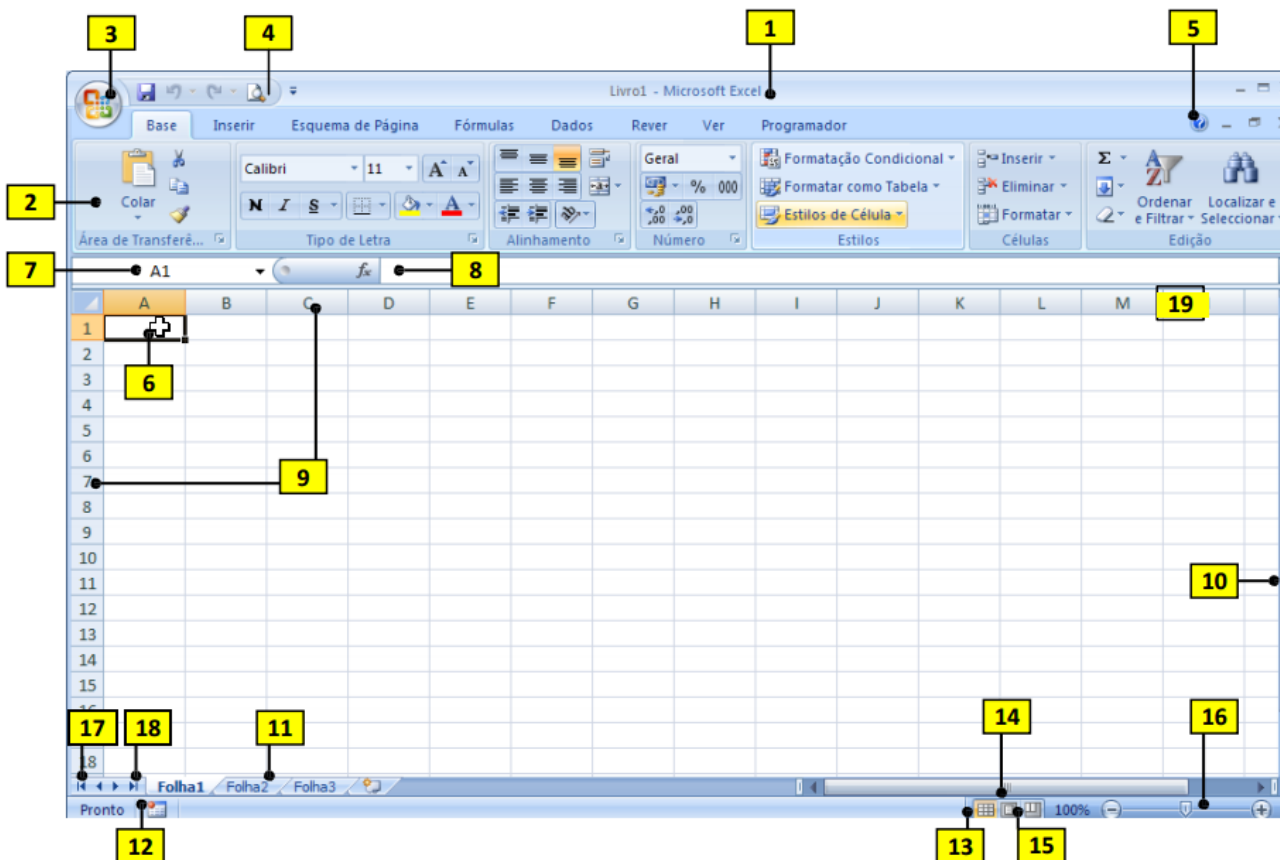 3 4 1 5
Livro1 - Microsoft Excel
Base Inserir Esquema de Página Fórmulas Dados Rever Ver Programador
Calibri 11 A A Geral Formatação Condicional Inserir Σ
2 Colar % 000 Formatar como Tabela Eliminar
N I S A ,00 ,00 Estilos de Célula Formatar Ordenar e Filtrar Localizar e Seleccionar
Área de Transferê... Tipo de Letra Alinhamento Número Estilos Células Edição
7 A1 fx 8
A B C D E F G H I J K L M 19
1
2
3 6
4
5
6
7 9
8
9
10
11 10
12
13
14
15
17 18 11 14 16
18
Folha1 Folha2 Folha3
Pronto 100%
12 13 15